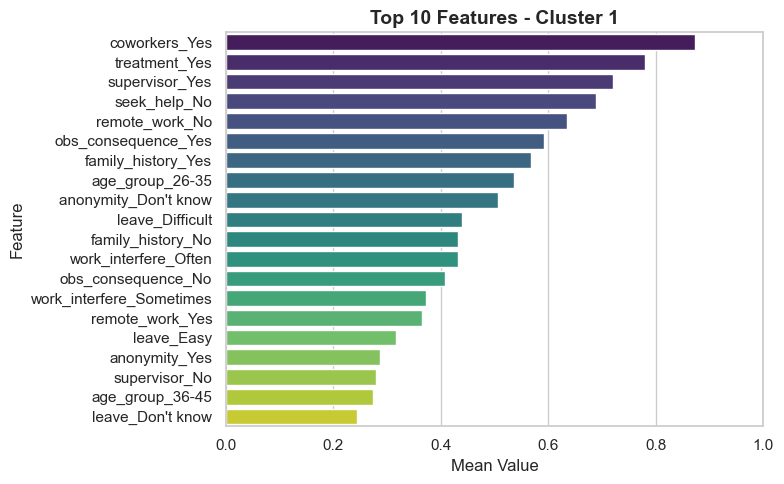 Top 10 Features - Cluster 1
Feature
coworkers_Yes
treatment_Yes
supervisor_Yes
seek_help_No
remote_work_No
obs_consequence_Yes
family_history_Yes
age_group_26-35
anonymity_Don't know
leave_Difficult
family_history_No
work_interfere_Often
obs_consequence_No
work_interfere_Sometimes
remote_work_Yes
leave_Easy
anonymity_Yes
supervisor_No
age_group_36-45
leave_Don't know
0.0 0.2 0.4 0.6 0.8 1.0
Mean Value